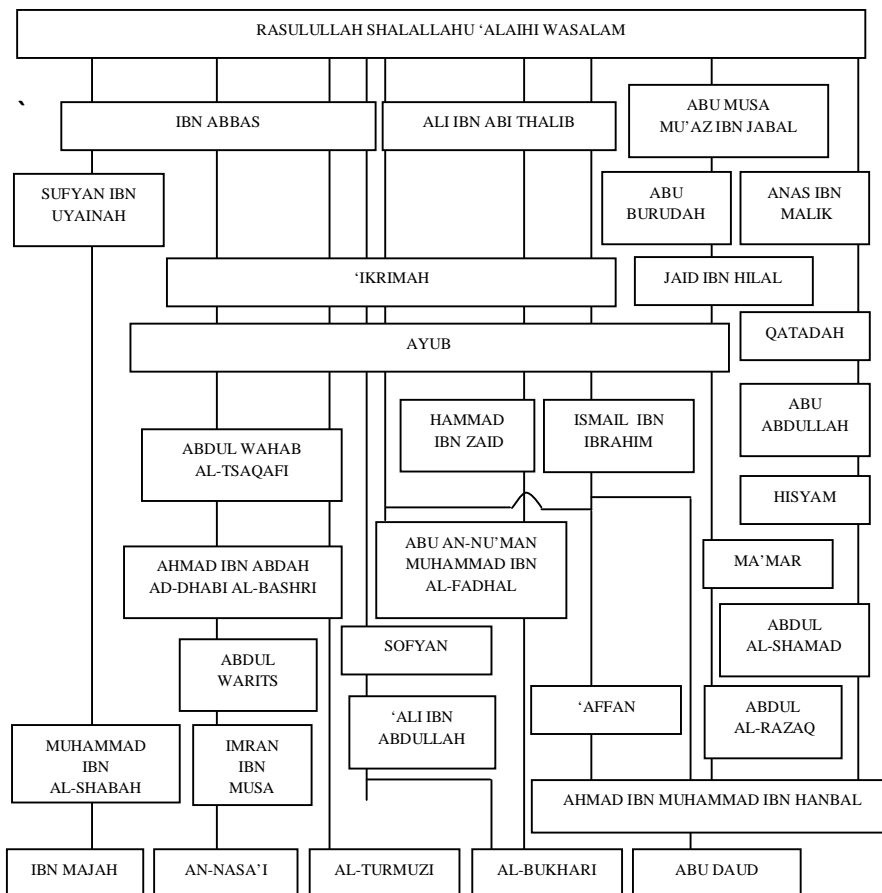 RASULULLAH SHALALLAHU ‘ALAIHI WASALAM
`
IBN ABBAS
ALI IBN ABI THALIB
ABU MUSA
MU’AZ IBN JABAL
SUFYAN IBN
UYAINAH
ABU
BURUDAH
ANAS IBN
MALIK
‘IKRIMAH
JAID IBN HILAL
AYUB
QATADAH
HAMMAD
IBN ZAID
ISMAIL IBN
IBRAHIM
ABU
ABDULLAH
ABDUL WAHAB
AL-TSAQAFI
HISYAM
ABU AN-NU’MAN
MUHAMMAD IBN
AL-FADHAL
AHMAD IBN ABDAH
AD-DHABI AL-BASHRI
MA’MAR
ABDUL
AL-SHAMAD
SOFYAN
ABDUL
WARITS
‘AFFAN
ABDUL
AL-RAZAQ
‘ALI IBN
ABDULLAH
MUHAMMAD
IBN
AL-SHABAH
IMRAN
IBN
MUSA
AHMAD IBN MUHAMMAD IBN HANBAL
IBN MAJAH
AN-NASA’I
AL-TURMUZI
AL-BUKHARI
ABU DAUD